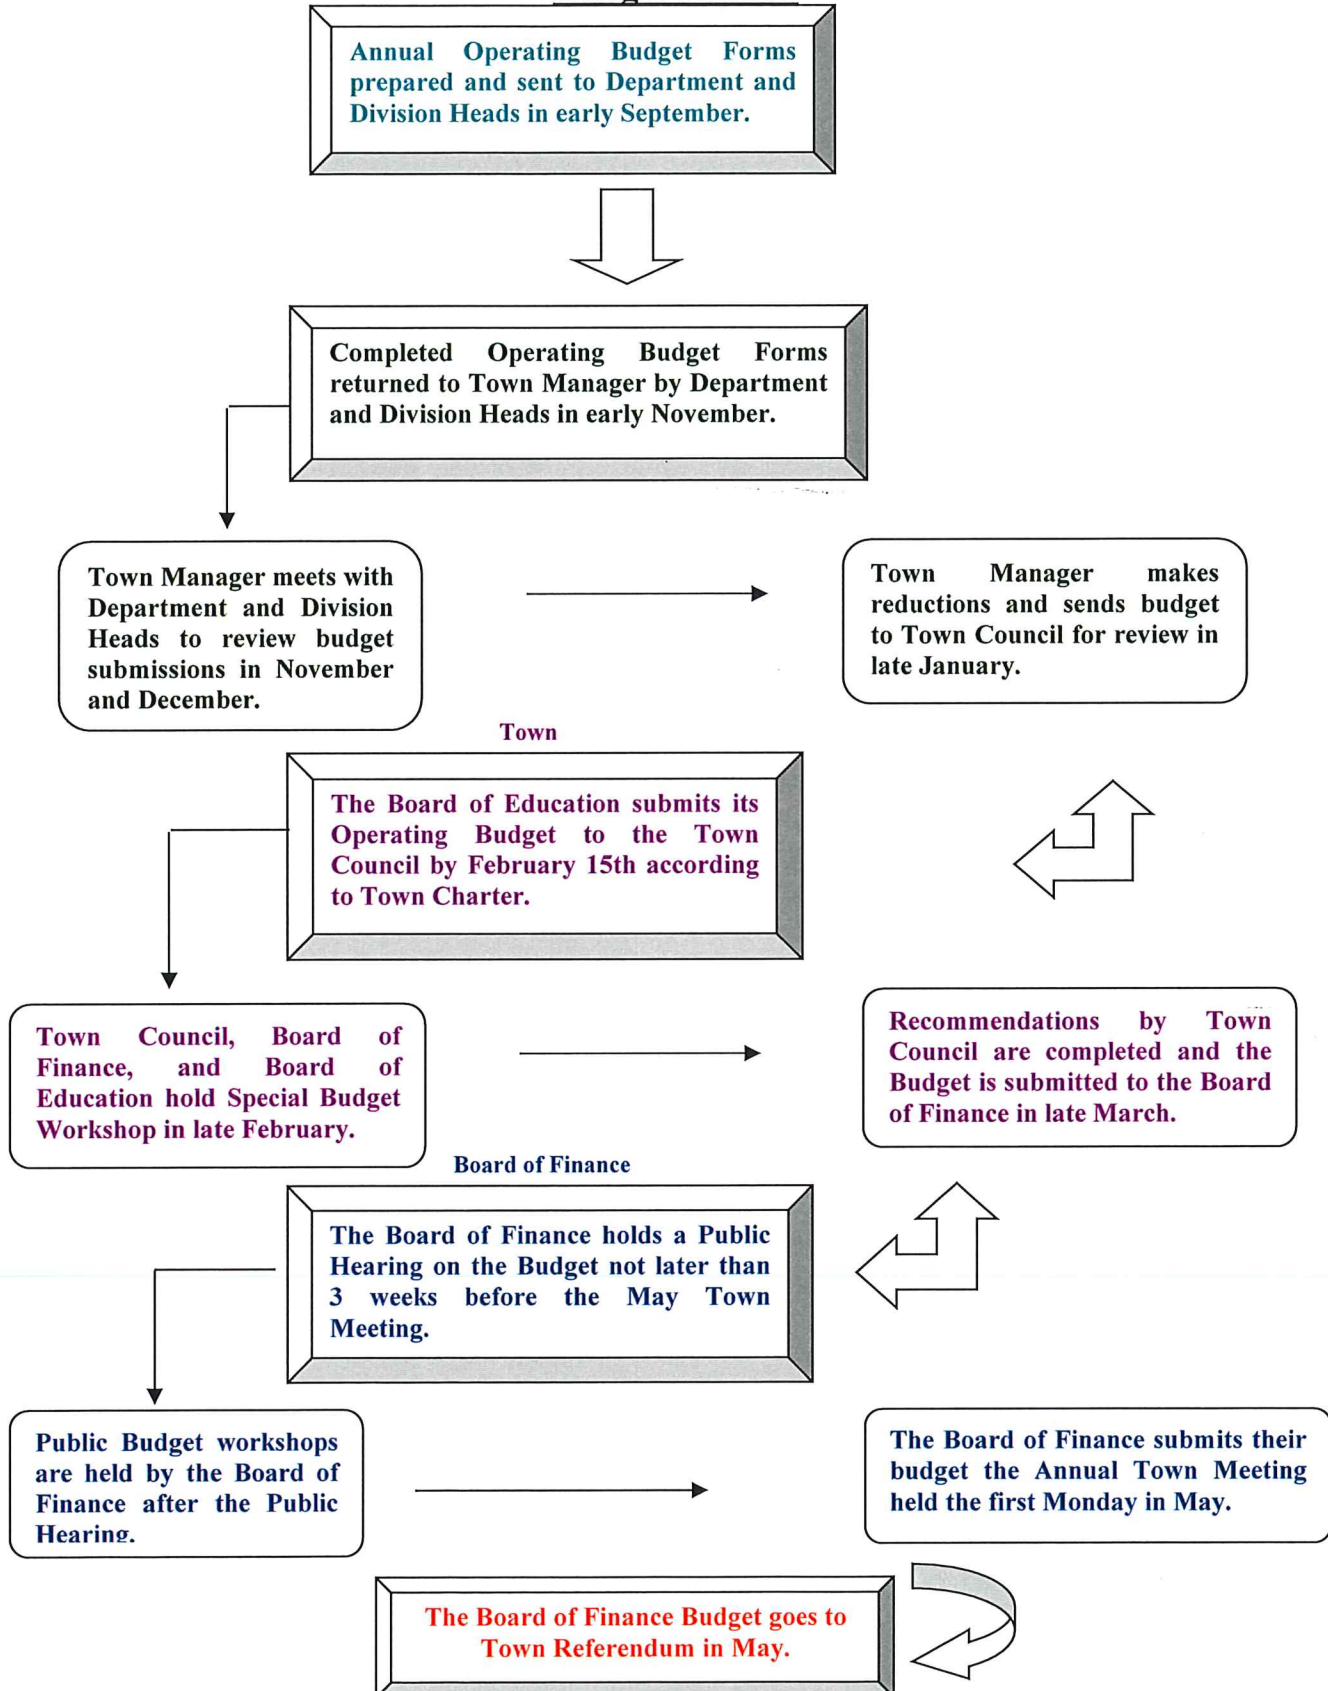 Annual Operating Budget Forms
prepared and sent to Department and
Division Heads in early September.
Completed Operating Budget Forms
returned to Town Manager by Department
and Division Heads in early November.
Town Manager meets with
Department and Division
Heads to review budget
submissions in November
and December.
Town Manager makes
reductions and sends budget
to Town Council for review in
late January.
Town
The Board of Education submits its
Operating Budget to the Town
Council by February 15th according
to Town Charter.
Town Council, Board of
Finance, and Board of
Education hold Special Budget
Workshop in late February.
Recommendations by Town
Council are completed and the
Budget is submitted to the Board
of Finance in late March.
Board of Finance
The Board of Finance holds a Public
Hearing on the Budget not later than
3 weeks before the May Town
Meeting.
Public Budget workshops
are held by the Board of
Finance after the Public
Hearing.
The Board of Finance submits their
budget the Annual Town Meeting
held the first Monday in May.
The Board of Finance Budget goes to
Town Referendum in May.